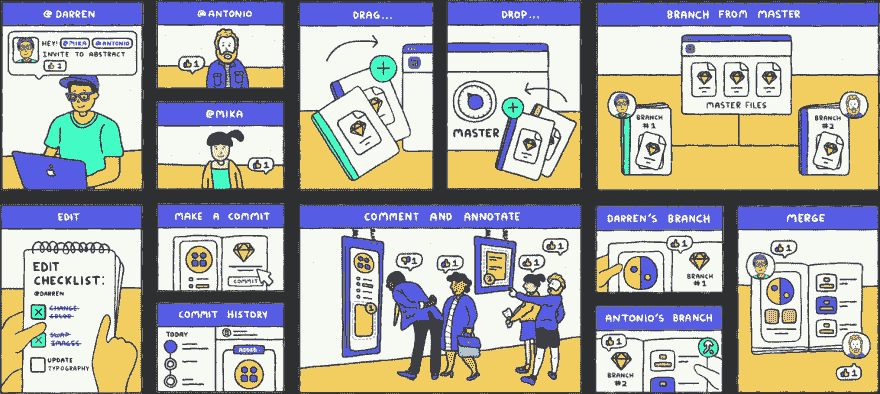 @ DARREN
HEY! @MIKA @ANTONIO
INVITE TO ABSTRACT
1
@ANTONIO
1
@MIKA
1
DRAG...
DROP...
MASTER
BRANCH FROM MASTER
MASTER FILES
BRANCH
#1
BRANCH
#2
EDIT
EDIT
CHECKLIST:
@DARREN
CHANGE
COLOR
SWAP
IMAGES
UPDATE
TYPOGRAPHY
MAKE A COMMIT
COMMIT
COMMIT HISTORY
TODAY
ADDED
COMMENT AND ANNOTATE
1
1
1
1
DARREN'S BRANCH
1
BRANCH
#1
ANTONIO'S BRANCH
1
BRANCH
#2
MERGE
1
1